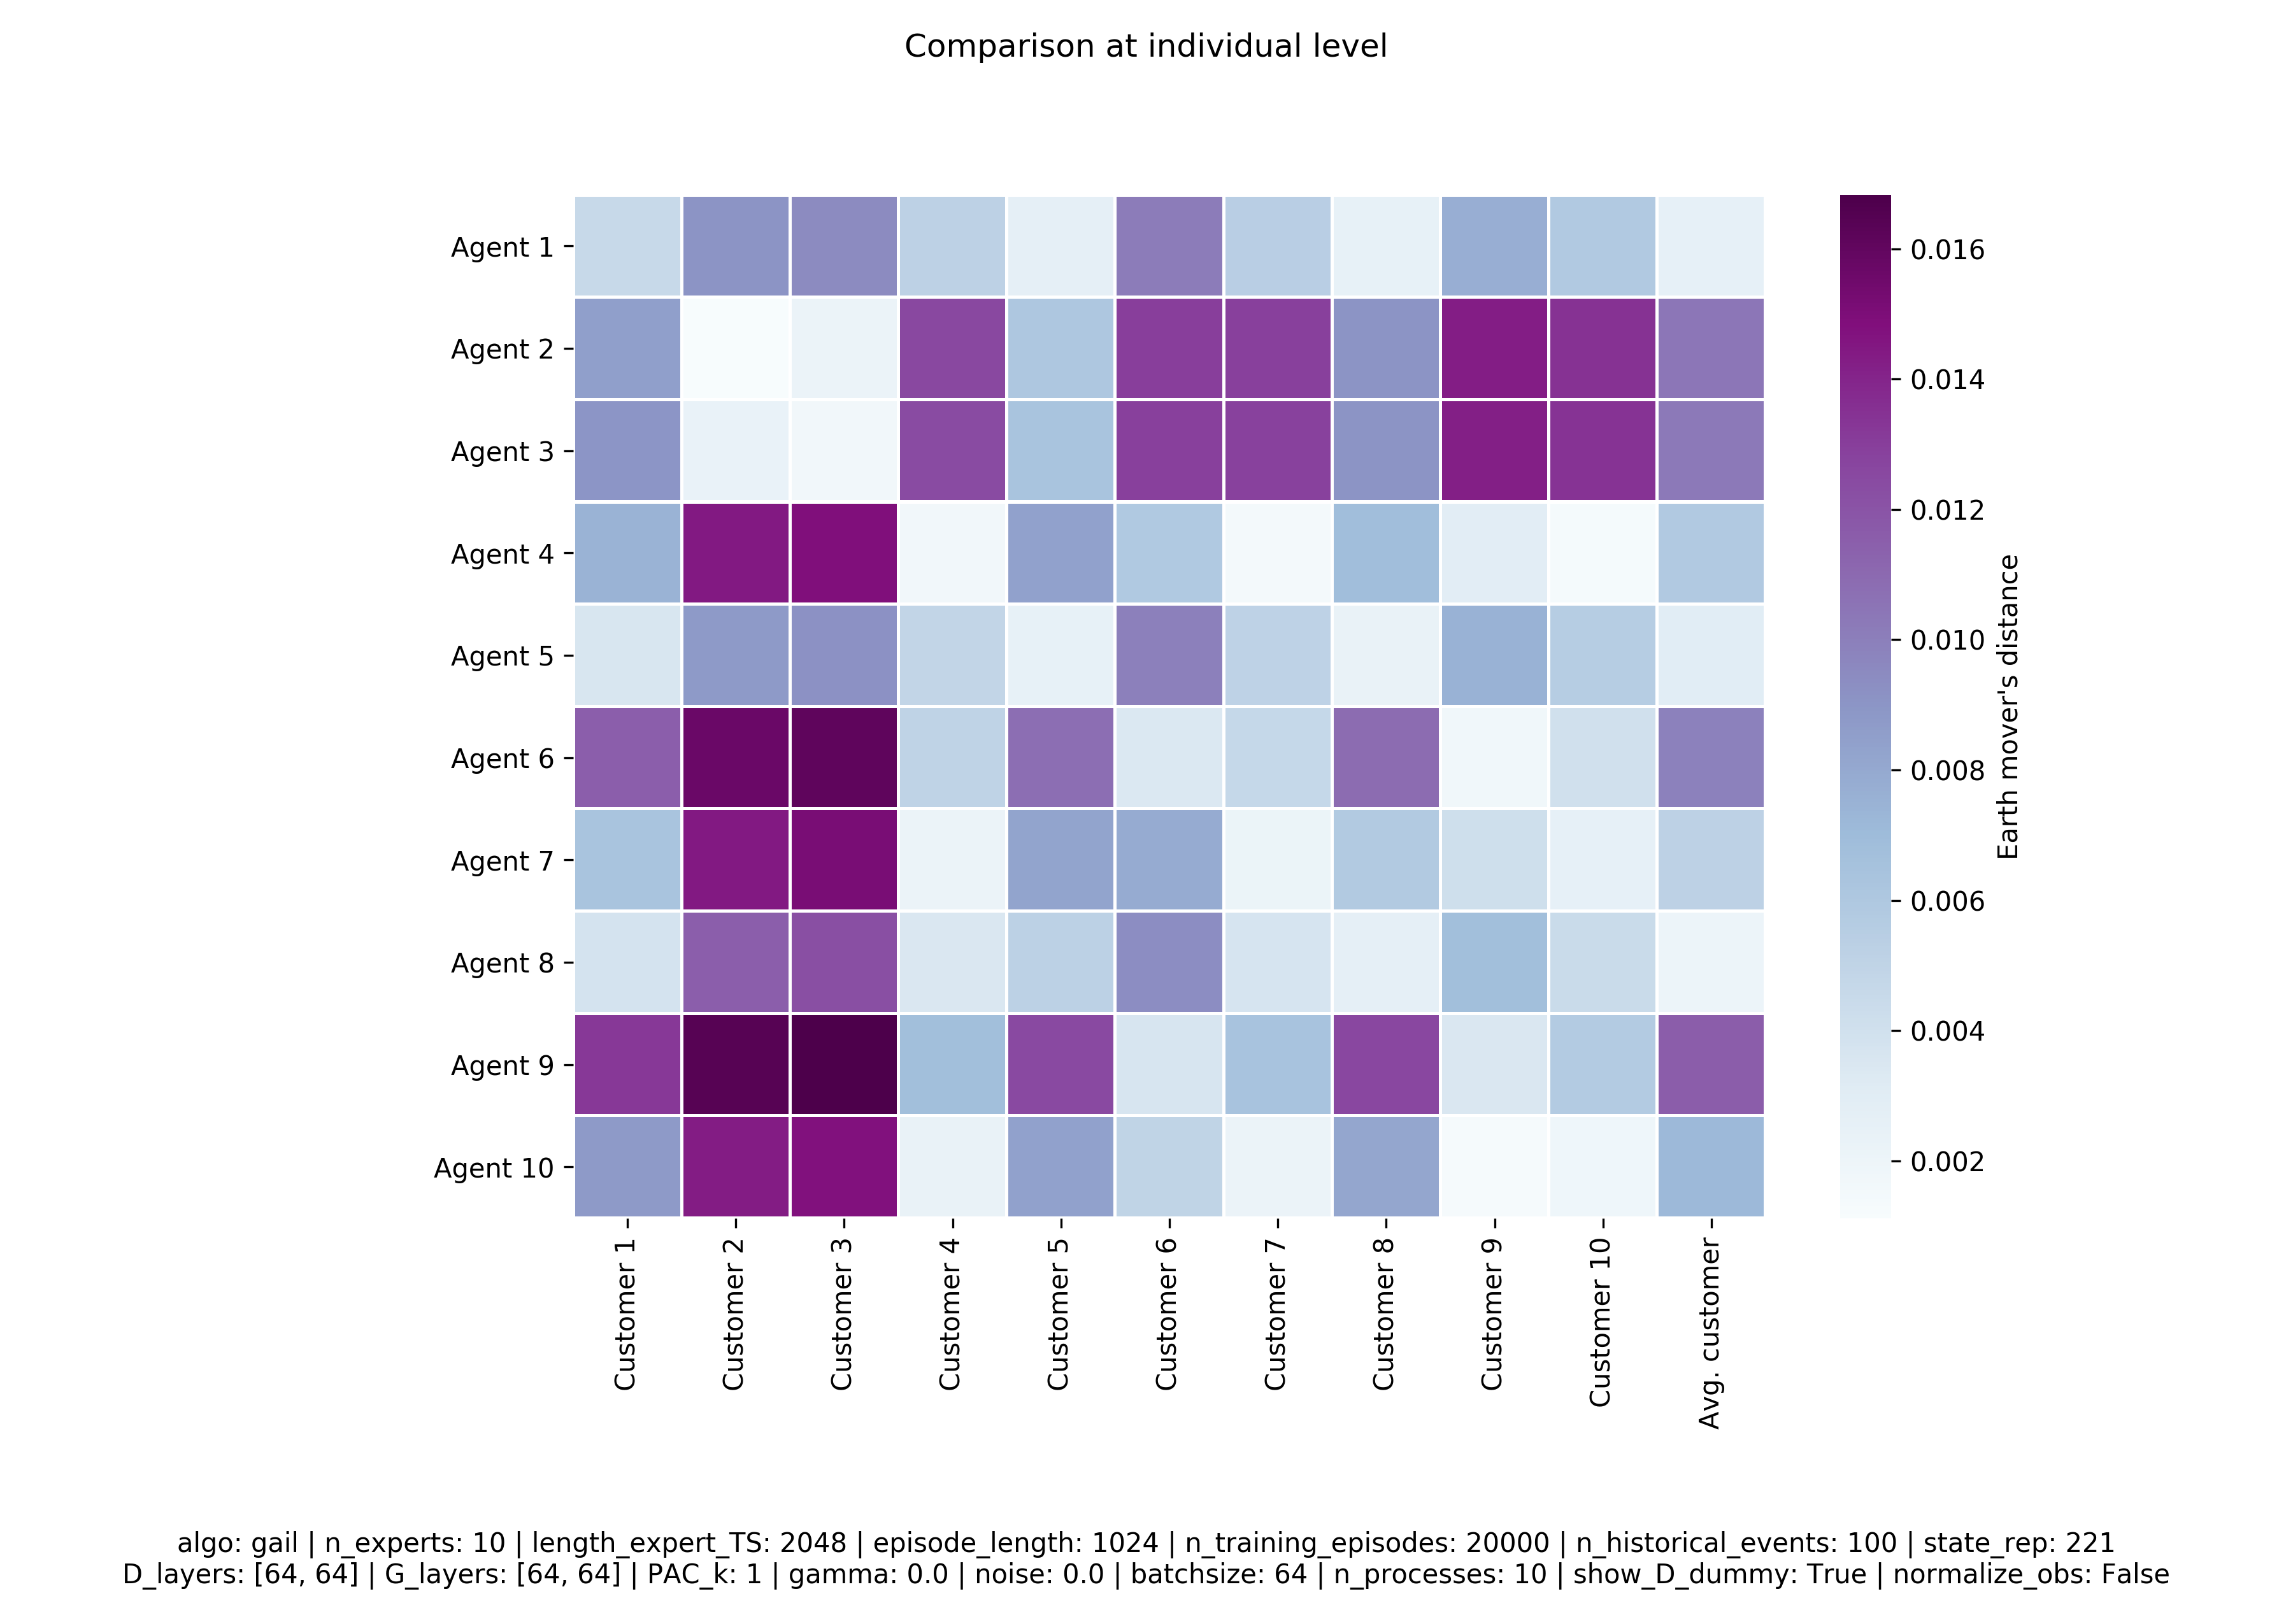 Comparison at individual level
Agent 1
Agent 2
Agent 3
Agent 4
Agent 5
Agent 6
Agent 7
Agent 8
Agent 9
Agent 10
Customer 1
Customer 2
Customer 3
Customer 4
Customer 5
Customer 6
Customer 7
Customer 8
Customer 9
Customer 10
Avg. customer
0.016
0.014
0.012
0.010
0.008
0.006
0.004
0.002
Earth mover's distance
algo: gail | n_experts: 10 | length_expert_TS: 2048 | episode_length: 1024 | n_training_episodes: 20000 | n_historical_events: 100 | state_rep: 221
D_layers: [64, 64] | G_layers: [64, 64] | PAC_k: 1 | gamma: 0.0 | noise: 0.0 | batchsize: 64 | n_processes: 10 | show_D_dummy: True | normalize_obs: False